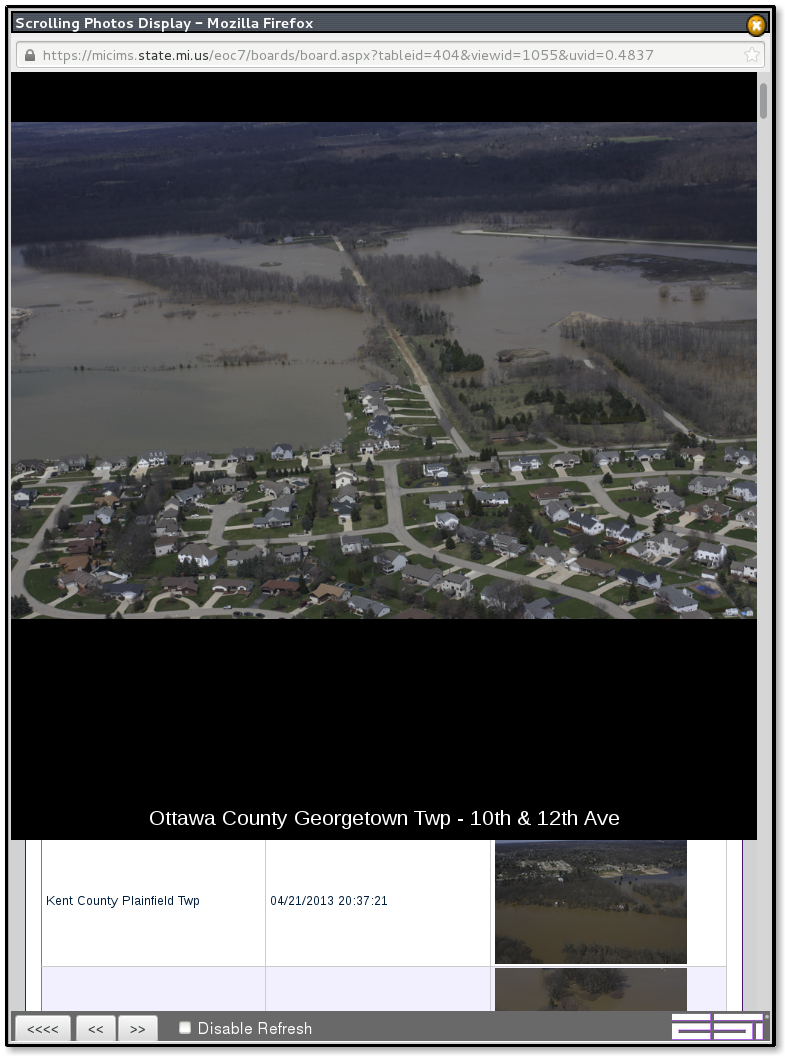 Scrolling Photos Display - Mozilla Firefox
https://micims.state.mi.us/eoc7/boards/board.aspx?tableid=404&viewid=1055&uvid=0.4837
Ottawa County Georgetown Twp - 10th & 12th Ave
Kent County Plainfield Twp 04/21/2013 20:37:21
<<<< << >> Disable Refresh